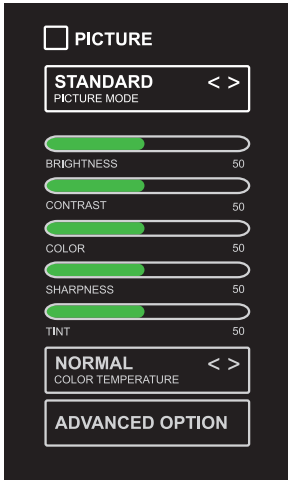 PICTURE
STANDARD < >
PICTURE MODE
BRIGHTNESS 50
CONTRAST 50
COLOR 50
SHARPNESS 50
TINT 50
NORMAL < >
COLOR TEMPERATURE
ADVANCED OPTION